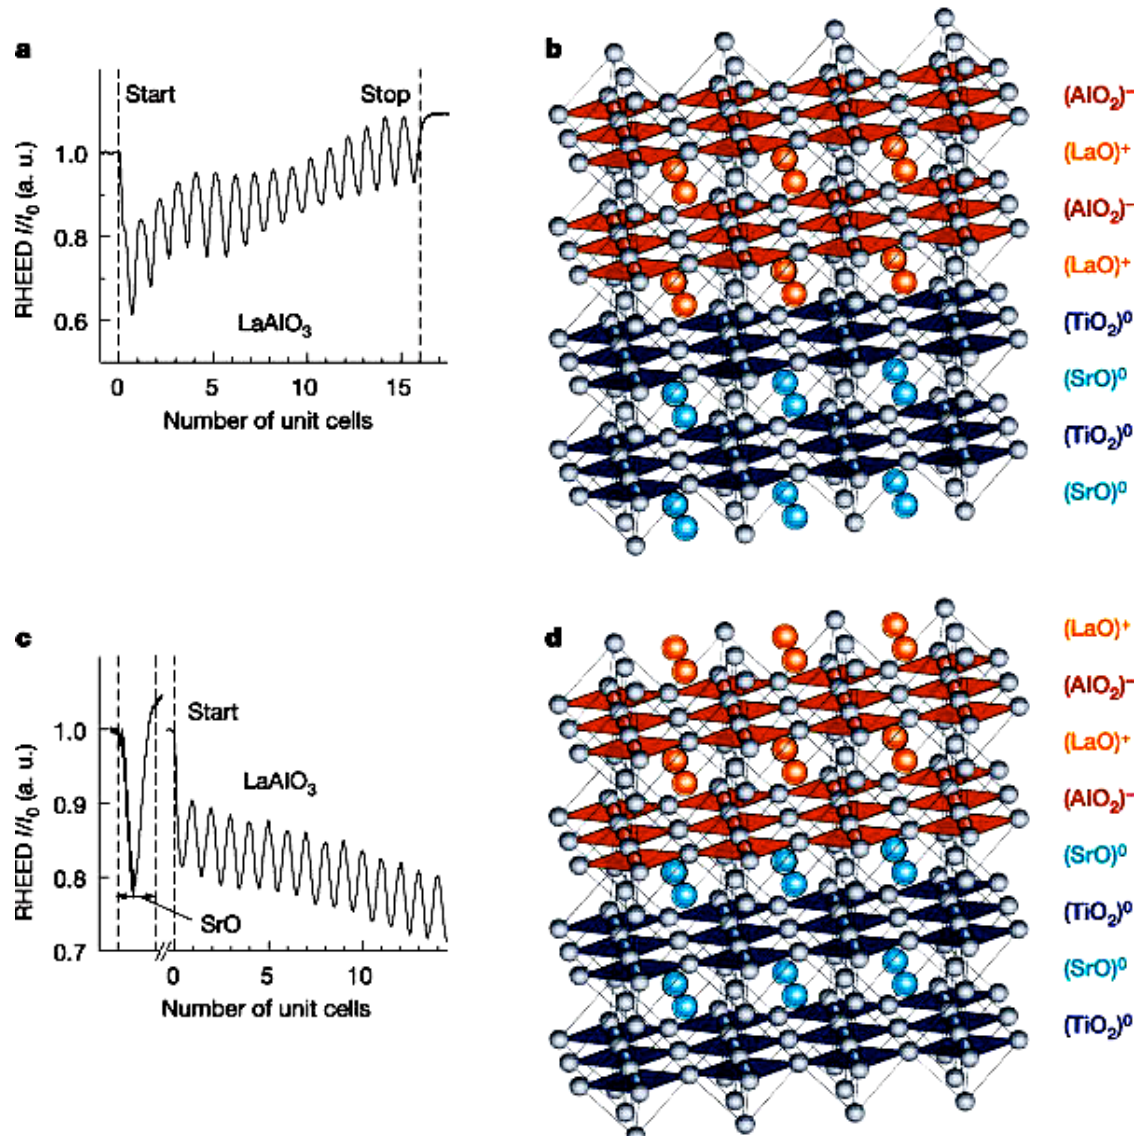 a
Start
Stop
1.0
0.8
0.6
RHEED I/I₀ (a. u.)
LaAlO₃
0 5 10 15
Number of unit cells
b
(AlO₂)⁻
(LaO)⁺
(AlO₂)⁻
(LaO)⁺
(TiO₂)⁰
(SrO)⁰
(TiO₂)⁰
(SrO)⁰
c
Start
1.0
0.9
0.8
0.7
RHEED I/I₀ (a. u.)
LaAlO₃
SrO
0 5 10
Number of unit cells
d
(LaO)⁺
(AlO₂)⁻
(LaO)⁺
(AlO₂)⁻
(SrO)⁰
(TiO₂)⁰
(SrO)⁰
(TiO₂)⁰